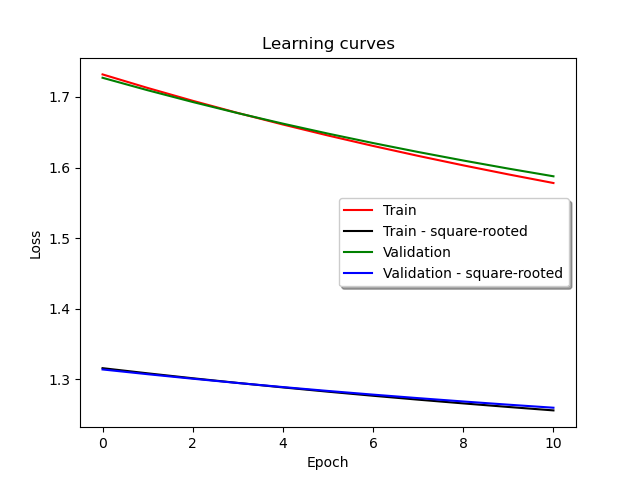 Learning curves
Loss
1.7
1.6
1.5
1.4
1.3
Train
Train - square-rooted
Validation
Validation - square-rooted
0 2 4 6 8 10
Epoch